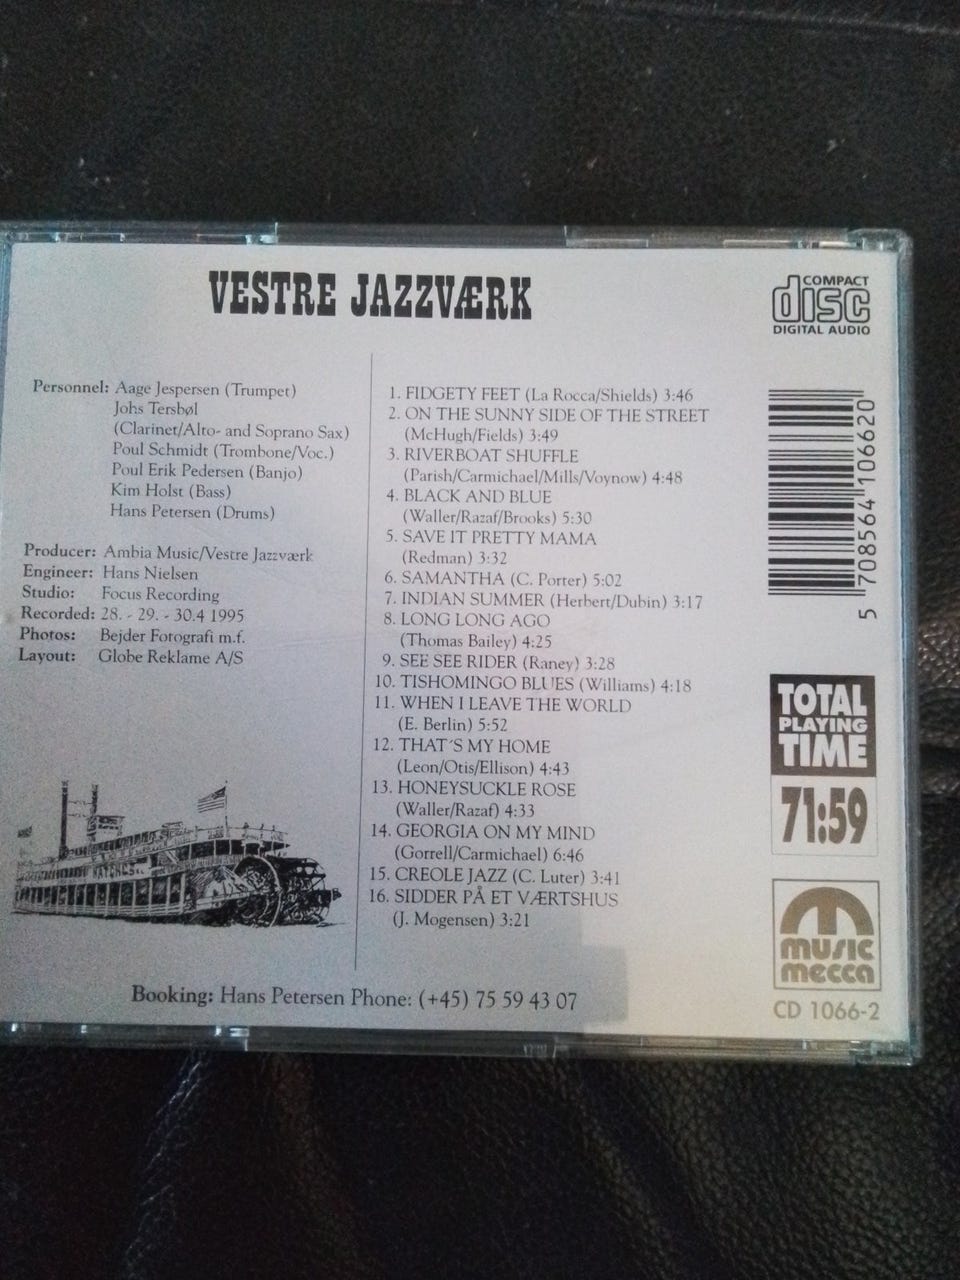 VESTRE JAZZVÆRK
COMPACT
disc
DIGITAL AUDIO
Personnel: Aage Jespersen (Trumpet)
Johs Tersbøl
(Clarinet/Alto- and Soprano Sax)
Poul Schmidt (Trombone/Voc.)
Poul Erik Pedersen (Banjo)
Kim Holst (Bass)
Hans Petersen (Drums)
Producer: Ambia Music/Vestre Jazzværk
Engineer: Hans Nielsen
Studio: Focus Recording
Recorded: 28. - 29. - 30.4 1995
Photos: Bejder Fotografi m.f.
Layout: Globe Reklame A/S
NATCHEZ
1. FIDGETY FEET (La Rocca/Shields) 3:46
2. ON THE SUNNY SIDE OF THE STREET
(McHugh/Fields) 3:49
3. RIVERBOAT SHUFFLE
(Parish/Carmichael/Mills/Voynow) 4:48
4. BLACK AND BLUE
(Waller/Razaf/Brooks) 5:30
5. SAVE IT PRETTY MAMA
(Redman) 3:32
6. SAMANTHA (C. Porter) 5:02
7. INDIAN SUMMER (Herbert/Dubin) 3:17
8. LONG LONG AGO
(Thomas Bailey) 4:25
9. SEE SEE RIDER (Raney) 3:28
10. TISHOMINGO BLUES (Williams) 4:18
11. WHEN I LEAVE THE WORLD
(E. Berlin) 5:52
12. THAT´S MY HOME
(Leon/Otis/Ellison) 4:43
13. HONEYSUCKLE ROSE
(Waller/Razaf) 4:33
14. GEORGIA ON MY MIND
(Gorrell/Carmichael) 6:46
15. CREOLE JAZZ (C. Luter) 3:41
16. SIDDER PÅ ET VÆRTSHUS
(J. Mogensen) 3:21
5 708564 106620
TOTAL
PLAYING
TIME
71:59
music
mecca
CD 1066-2
Booking: Hans Petersen Phone: (+45) 75 59 43 07